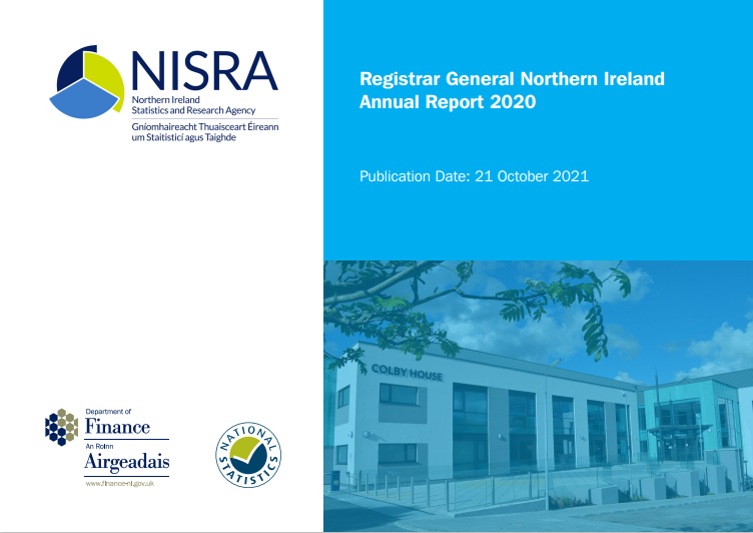 NISRA
Northern Ireland
Statistics and Research Agency
Gníomhaireacht Thuaisceart Éireann
um Staitisticí agus Taighde
Registrar General Northern Ireland
Annual Report 2020
Publication Date: 21 October 2021
COLBY HOUSE
Department of
Finance
An Roinn
Airgeadais
www.finance-ni.gov.uk
NATIONAL
STATISTICS